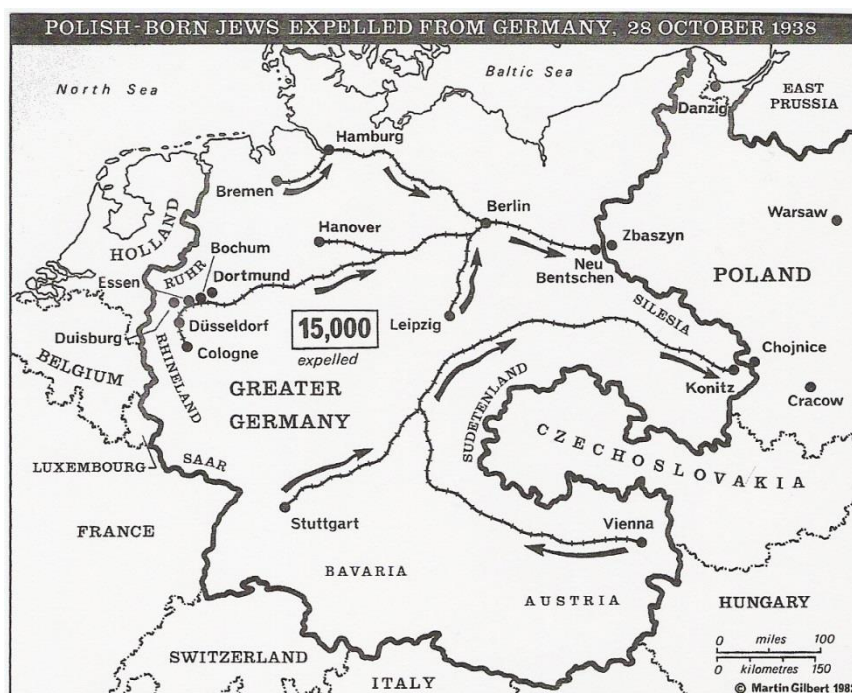 POLISH-BORN JEWS EXPELLED FROM GERMANY, 28 OCTOBER 1938
North Sea
Baltic Sea
EAST
PRUSSIA
Danzig
Hamburg
Bremen
Berlin
Warsaw
HOLLAND
Hanover
Zbaszyn
Bochum
Neu
Bentschen
POLAND
RUHR
Essen
Dortmund
SILESIA
Duisburg
Düsseldorf
15,000
expelled
Leipzig
Chojnice
Cologne
RHINELAND
BELGIUM
Konitz
Cracow
GREATER
GERMANY
SUDETENLAND
CZECHOSLOVAKIA
LUXEMBOURG
SAAR
Stuttgart
Vienna
FRANCE
BAVARIA
AUSTRIA
HUNGARY
SWITZERLAND
ITALY
0 miles 100
0 kilometres 150
© Martin Gilbert 1982